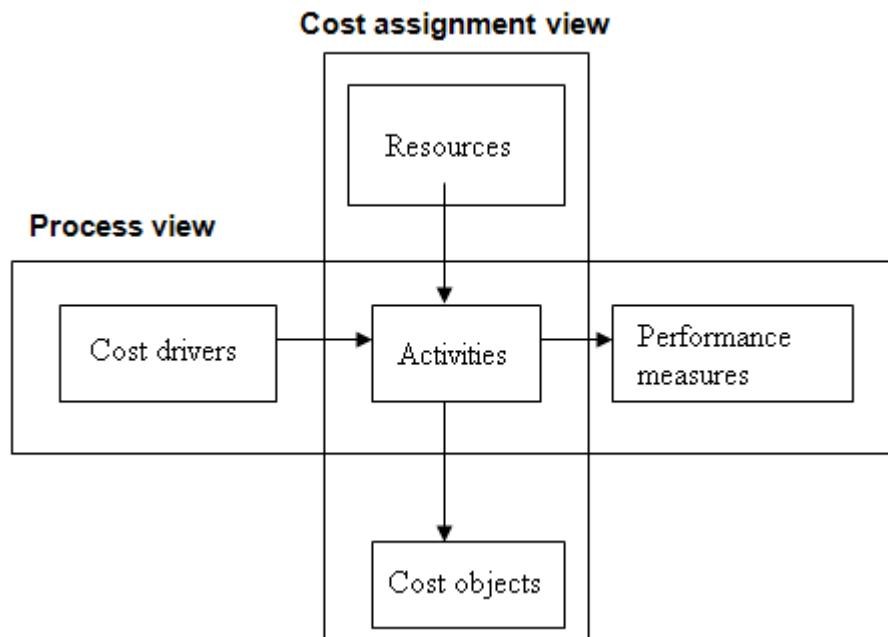 Cost assignment view
Resources
Process view
Cost drivers
Activities
Performance
measures
Cost objects